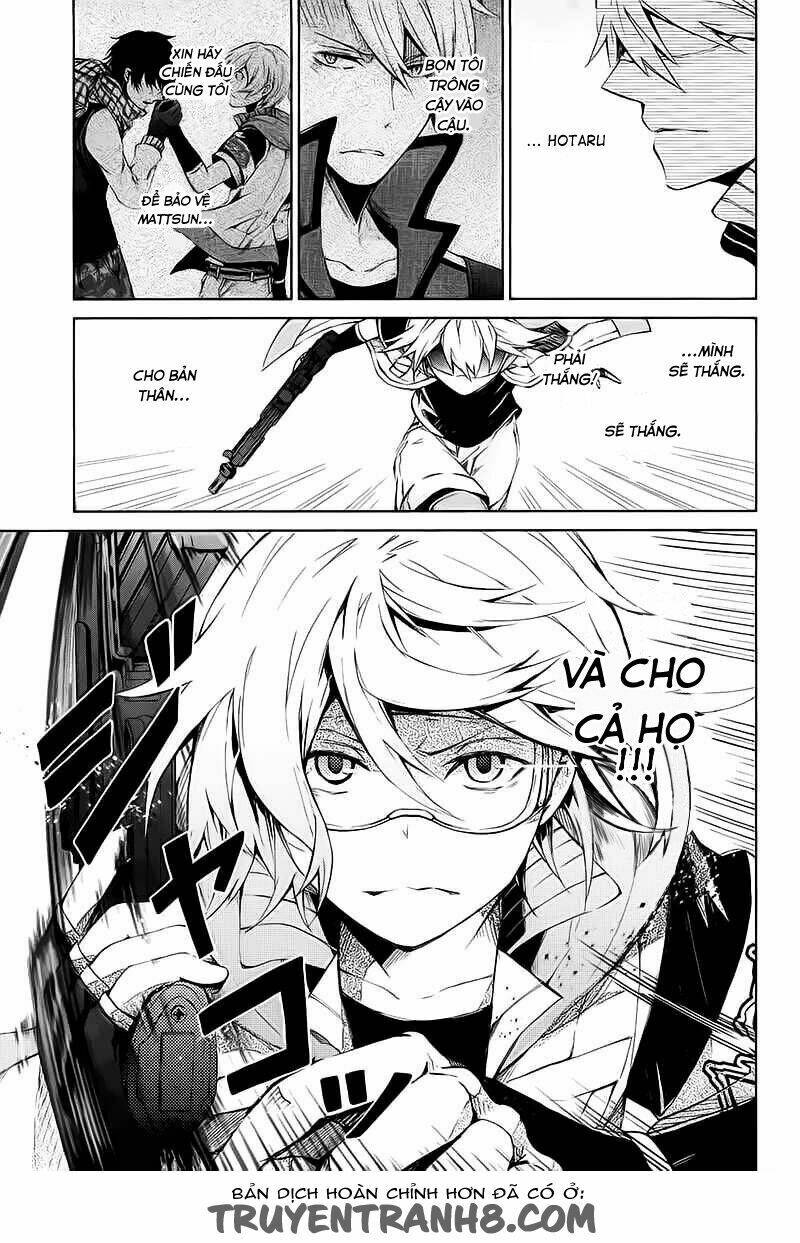 ... HOTARU
BỌN TÔI
TRÔNG
CẬY VÀO
CẬU.
XIN HÃY
CHIẾN ĐẤU
CÙNG TÔI
ĐỂ BẢO VỆ
MATTSUN...
...MÌNH
SẼ THẮNG.
PHẢI
THẮNG?
SẼ THẮNG.
CHO BẢN
THÂN...
VÀ CHO
CẢ HỌ
!!!
BẢN DỊCH HOÀN CHỈNH HƠN ĐÃ CÓ Ở:
TRUYENTRANH8.COM